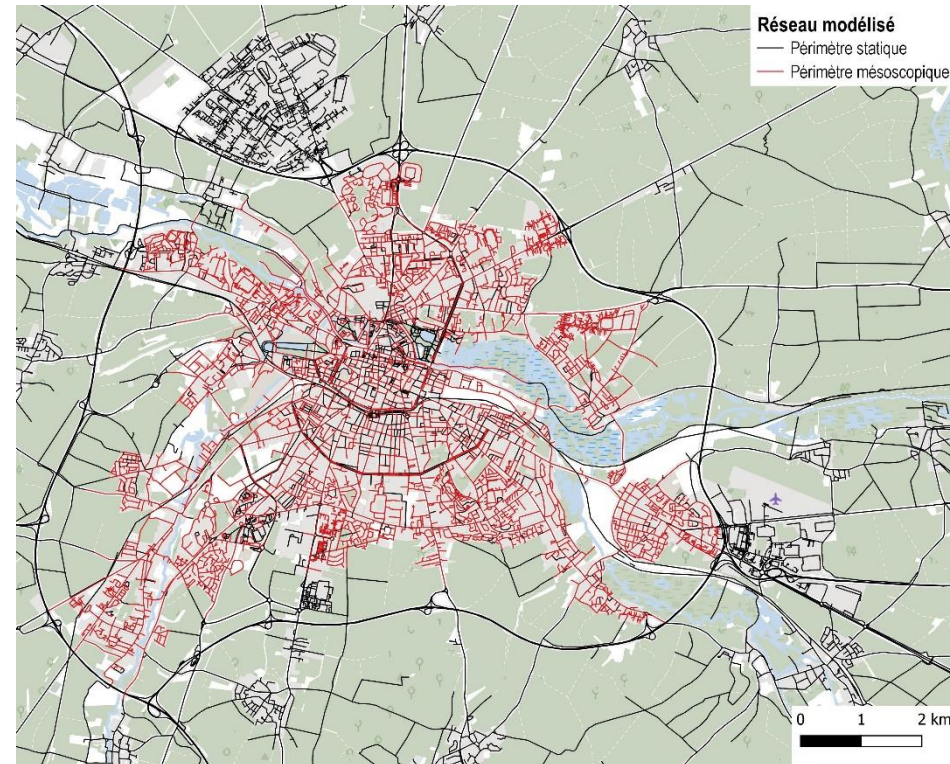 Réseau modélisé
Périmètre statique
Périmètre mésoscopique
0 1 2 km